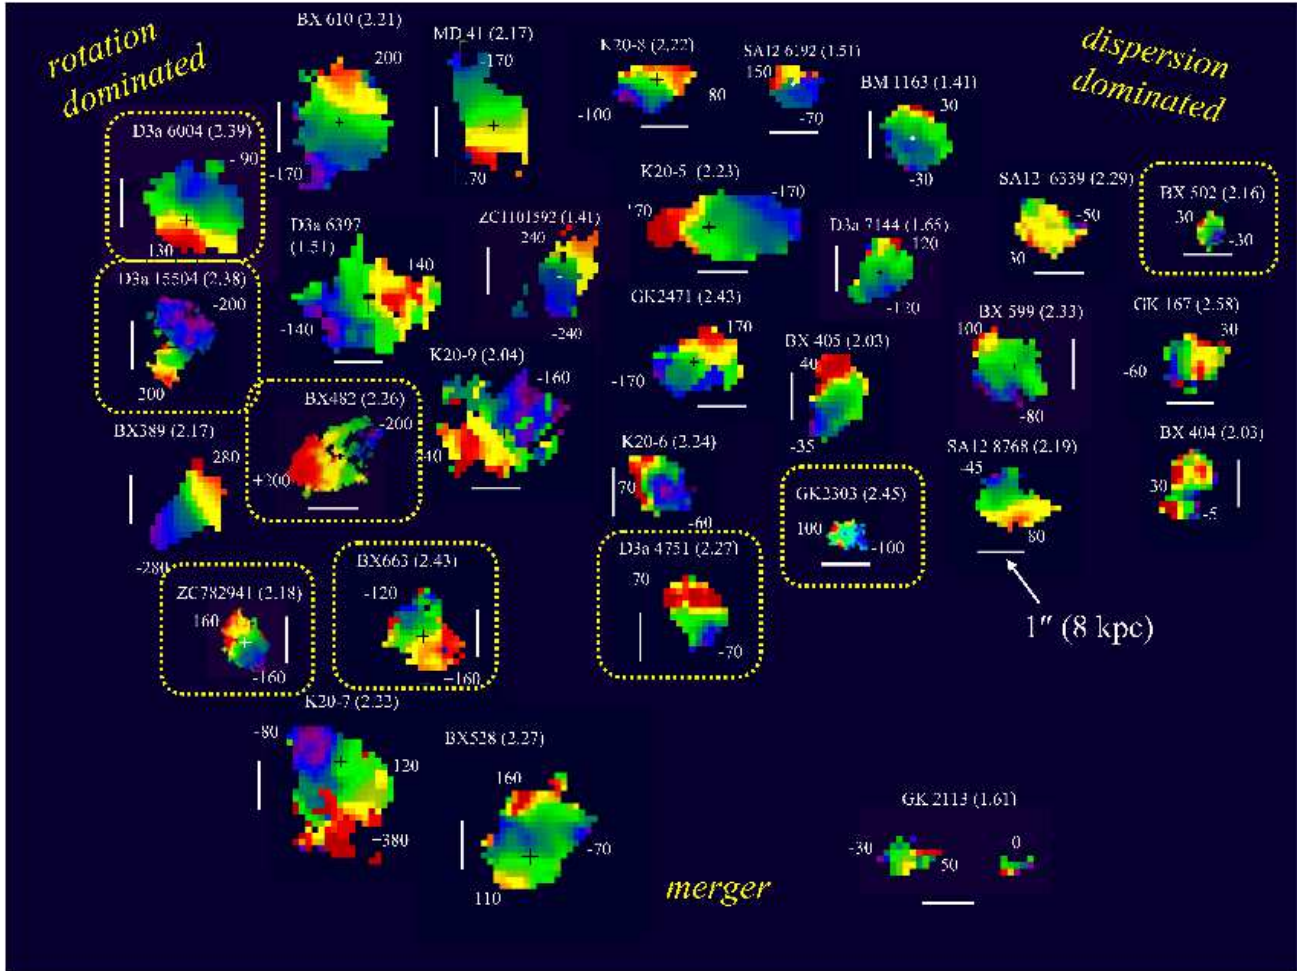 rotation
dominated
dispersion
dominated
BX 610 (2.21)
200
-170
MD 41 (2.17)
-170
170
K20-8 (2.22)
-100
80
SA12 6192 (1.51)
150
-70
BM 1163 (1.41)
30
-30
D3a 6004 (2.39)
-90
130
K20-5 (2.23)
170
-170
SA12 6339 (2.29)
-50
30
BX 502 (2.16)
30
-30
D3a 6397
(1.51)
140
-140
ZC1101592 (1.41)
240
-240
D3a 7144 (1.65)
120
-120
D3a 15504 (2.38)
-200
200
GK2471 (2.43)
170
-170
BX 405 (2.03)
40
-35
BX 599 (2.33)
100
-80
GK 167 (2.58)
30
-60
K20-9 (2.04)
-160
240
BX482 (2.26)
-200
+200
BX389 (2.17)
280
-280
K20-6 (2.24)
70
-60
GK2303 (2.45)
100
-100
SA12 8768 (2.19)
-45
80
BX 404 (2.03)
30
-5
1″ (8 kpc)
ZC782941 (2.18)
160
-160
BX663 (2.43)
-120
+160
D3a 4751 (2.27)
70
-70
K20-7 (2.22)
-80
120
+380
BX528 (2.27)
160
-70
110
merger
GK 2113 (1.61)
-30
50
0